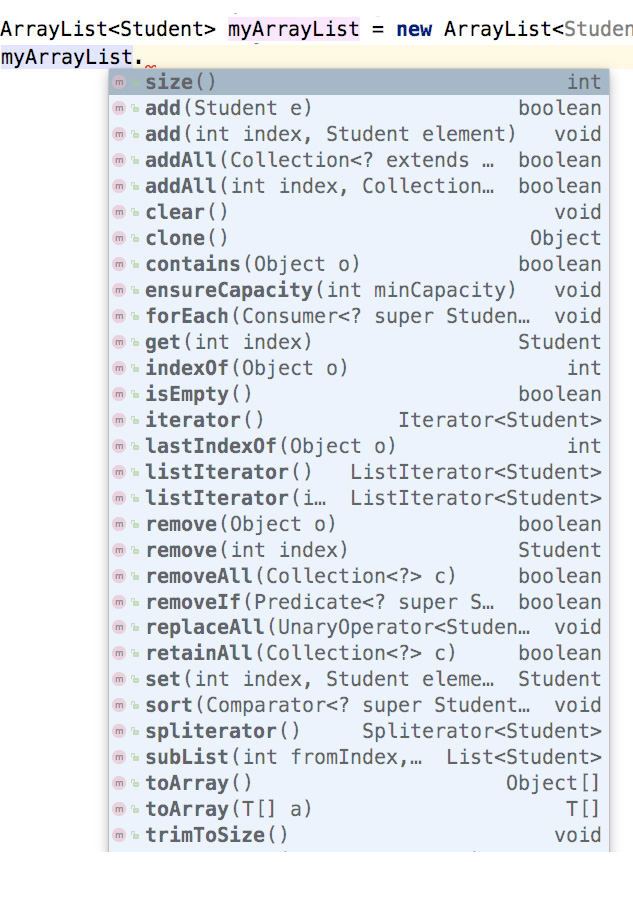 ArrayList<Student> myArrayList = new ArrayList<Studen
myArrayList.
m size() int
m add(Student e) boolean
m add(int index, Student element) void
m addAll(Collection<? extends … boolean
m addAll(int index, Collection… boolean
m clear() void
m clone() Object
m contains(Object o) boolean
m ensureCapacity(int minCapacity) void
m forEach(Consumer<? super Studen… void
m get(int index) Student
m indexOf(Object o) int
m isEmpty() boolean
m iterator() Iterator<Student>
m lastIndexOf(Object o) int
m listIterator() ListIterator<Student>
m listIterator(i… ListIterator<Student>
m remove(Object o) boolean
m remove(int index) Student
m removeAll(Collection<?> c) boolean
m removeIf(Predicate<? super S… boolean
m replaceAll(UnaryOperator<Studen… void
m retainAll(Collection<?> c) boolean
m set(int index, Student eleme… Student
m sort(Comparator<? super Student… void
m spliterator() Spliterator<Student>
m subList(int fromIndex,… List<Student>
m toArray() Object[]
m toArray(T[] a) T[]
m trimToSize() void